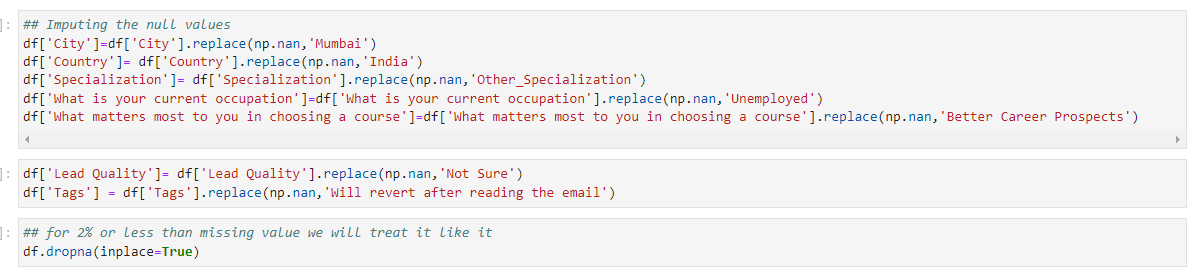 ]:
## Imputing the null values
df['City']=df['City'].replace(np.nan,'Mumbai')
df['Country']= df['Country'].replace(np.nan,'India')
df['Specialization']= df['Specialization'].replace(np.nan,'Other_Specialization')
df['What is your current occupation']=df['What is your current occupation'].replace(np.nan,'Unemployed')
df['What matters most to you in choosing a course']=df['What matters most to you in choosing a course'].replace(np.nan,'Better Career Prospects')
]:
df['Lead Quality']= df['Lead Quality'].replace(np.nan,'Not Sure')
df['Tags'] = df['Tags'].replace(np.nan,'Will revert after reading the email')
]:
## for 2% or less than missing value we will treat it like it
df.dropna(inplace=True)